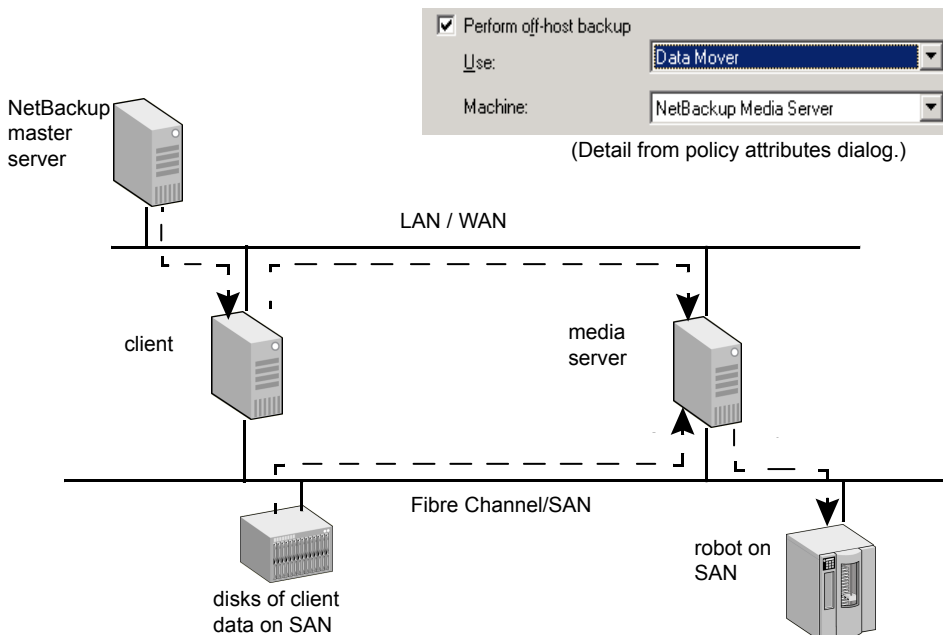 Perform off-host backup
Use:
Data Mover
Machine:
NetBackup Media Server
(Detail from policy attributes dialog.)
NetBackup
master
server
LAN / WAN
client
media
server
Fibre Channel/SAN
disks of client
data on SAN
robot on
SAN